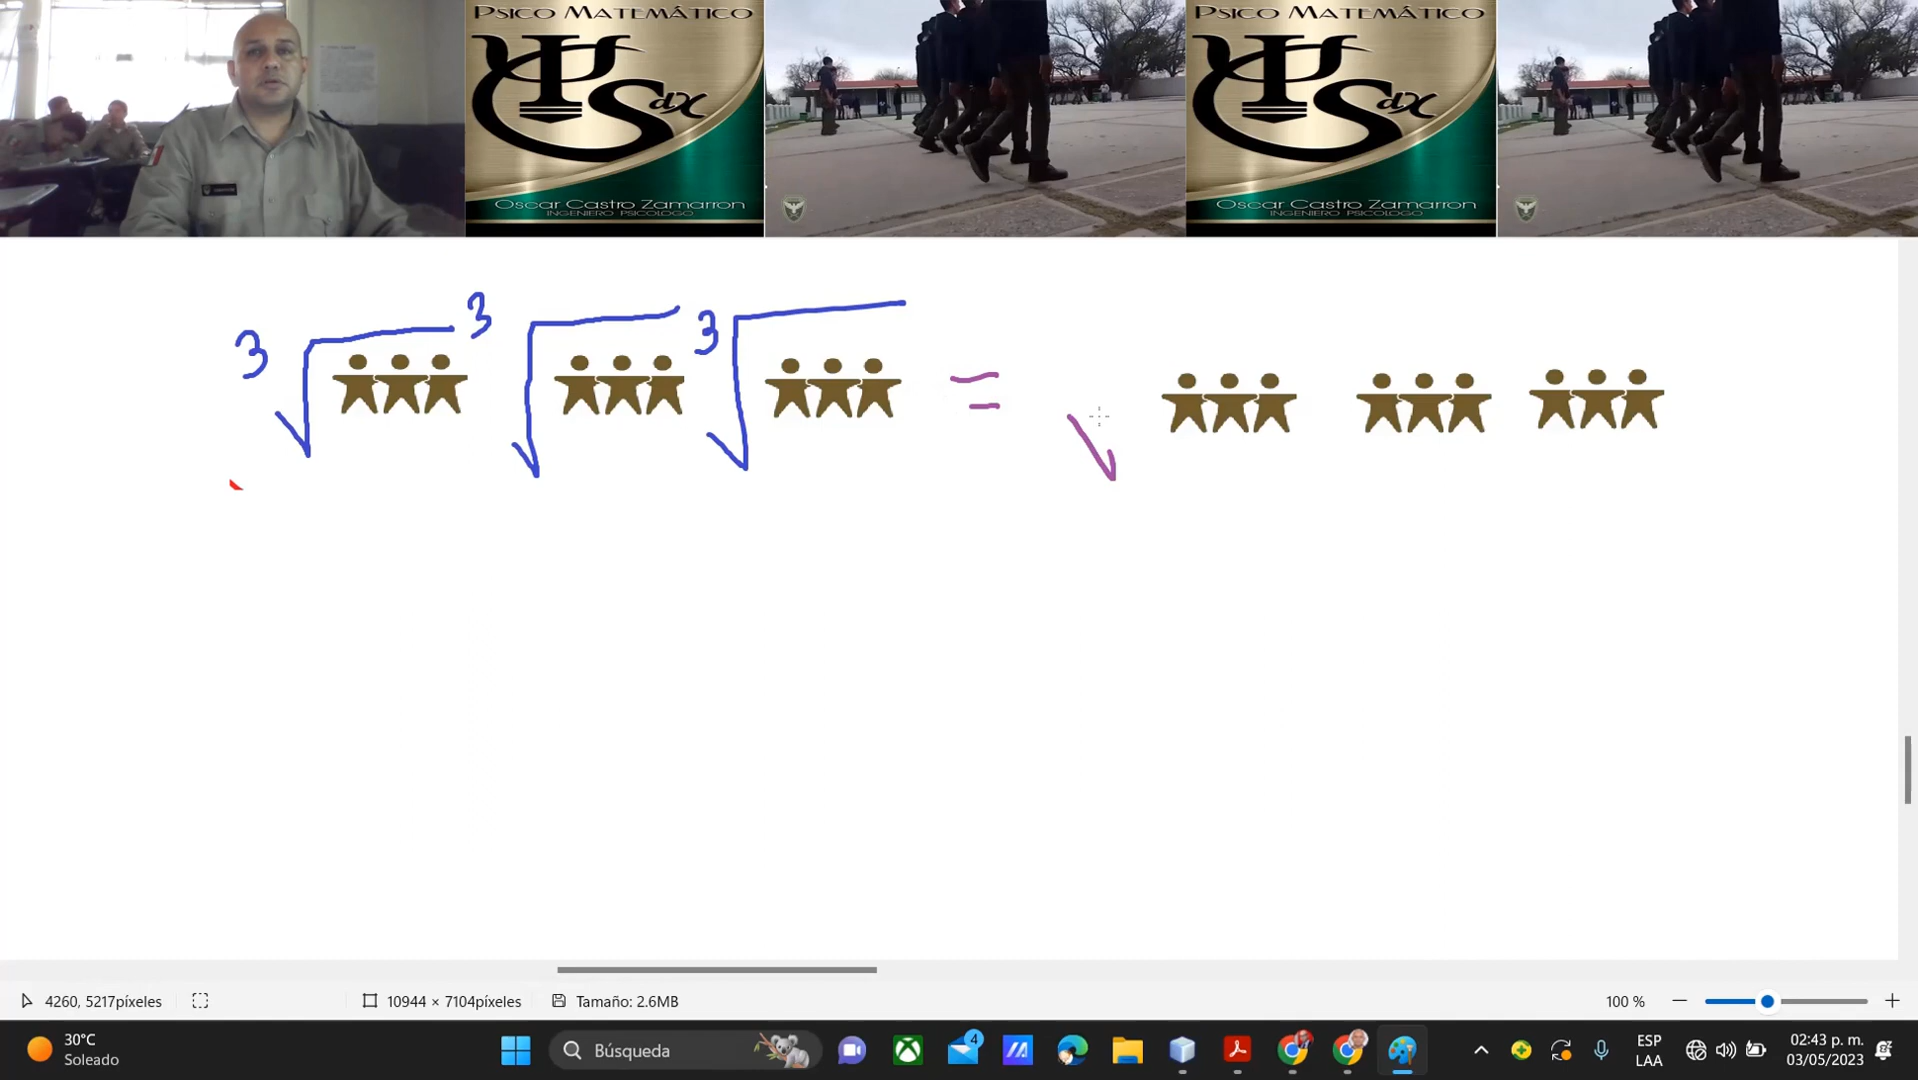 PSICO MATEMÁTICO
Oscar Castro Zamarron
INGENIERO PSICOLOGO
PSICO MATEMÁTICO
Oscar Castro Zamarron
INGENIERO PSICOLOGO
3 √ 3 √ 3 √ = √
4260, 5217píxeles
10944 × 7104píxeles
Tamaño: 2.6MB
100 %
30°C
Soleado
Búsqueda
4
ESP
LAA
02:43 p. m.
03/05/2023